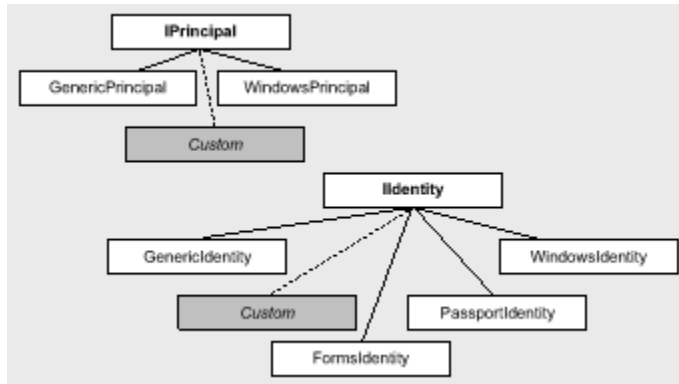 IPrincipal
GenericPrincipal
WindowsPrincipal
Custom
IIdentity
GenericIdentity
WindowsIdentity
Custom
PassportIdentity
FormsIdentity